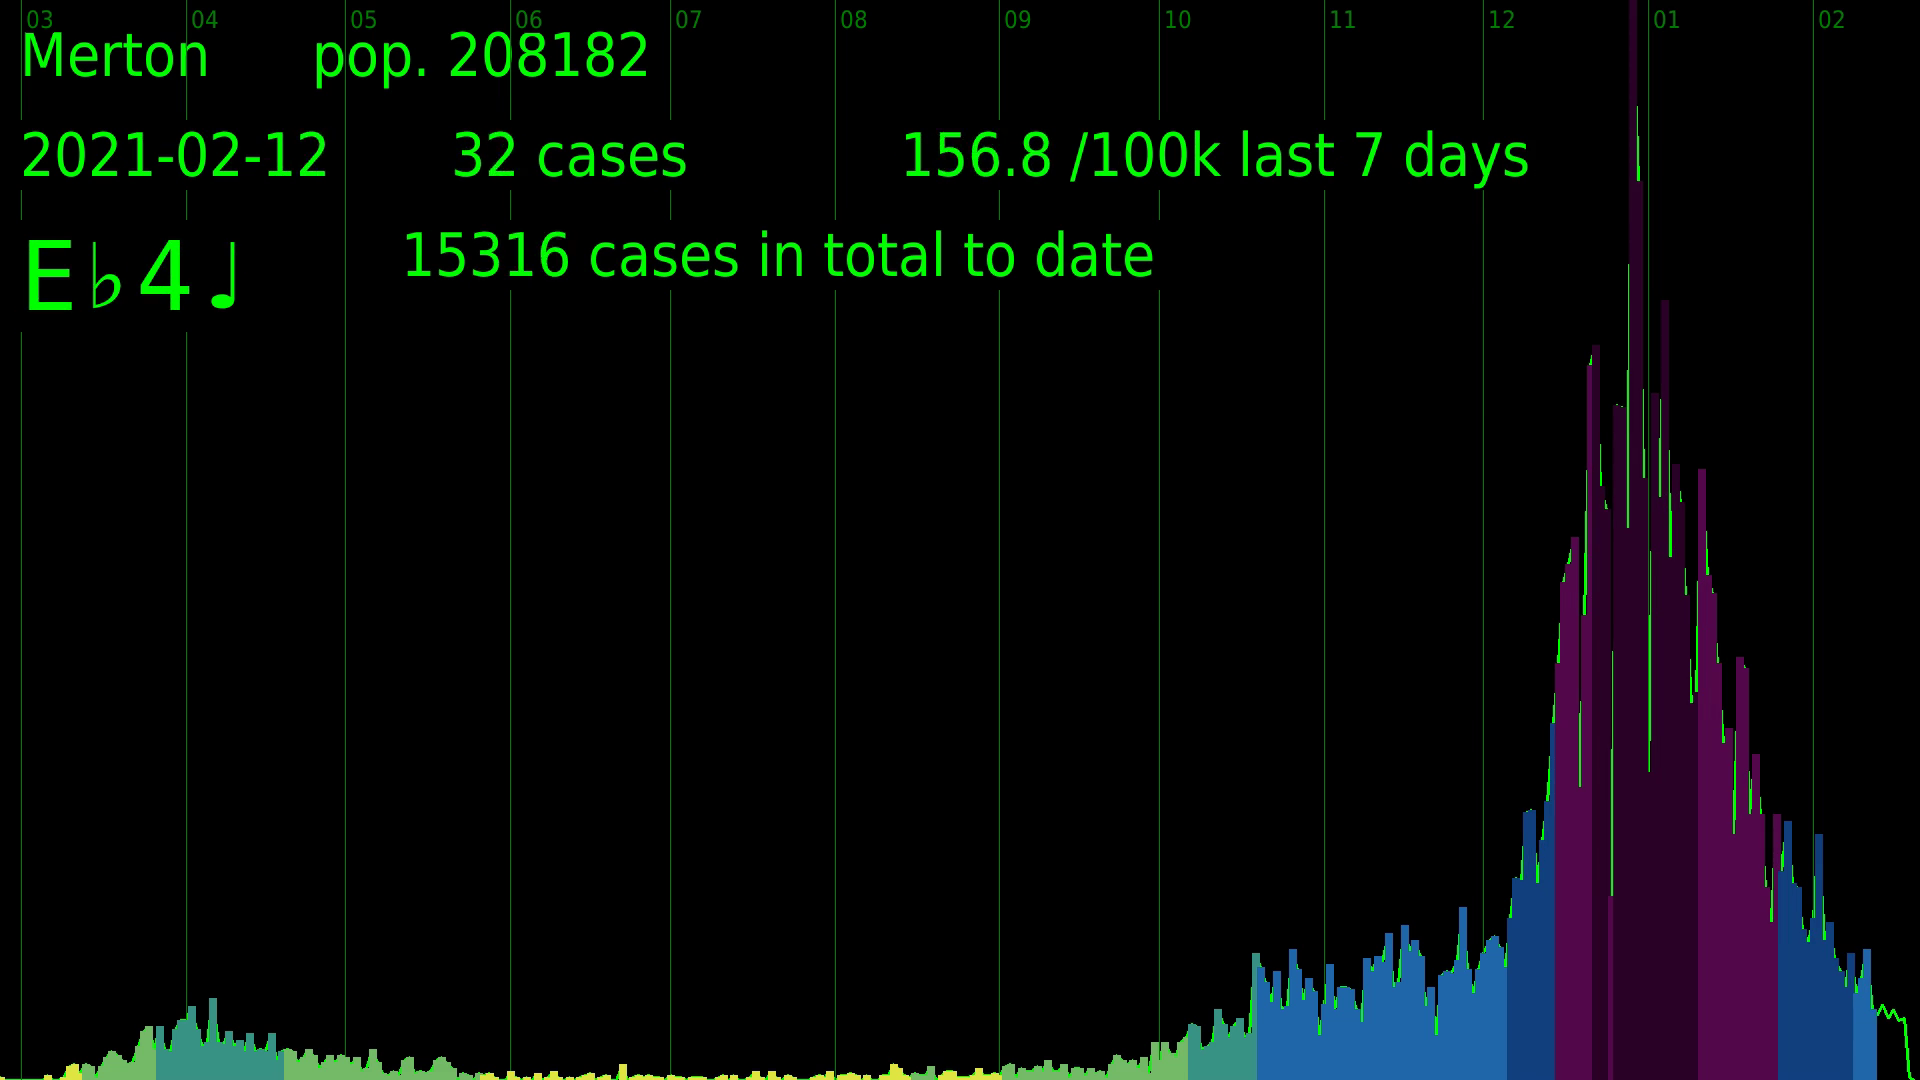 03 04 05 06 07 08 09 10 11 12 01 02
Merton pop. 208182
2021-02-12 32 cases 156.8 /100k last 7 days
E♭4♩ 15316 cases in total to date